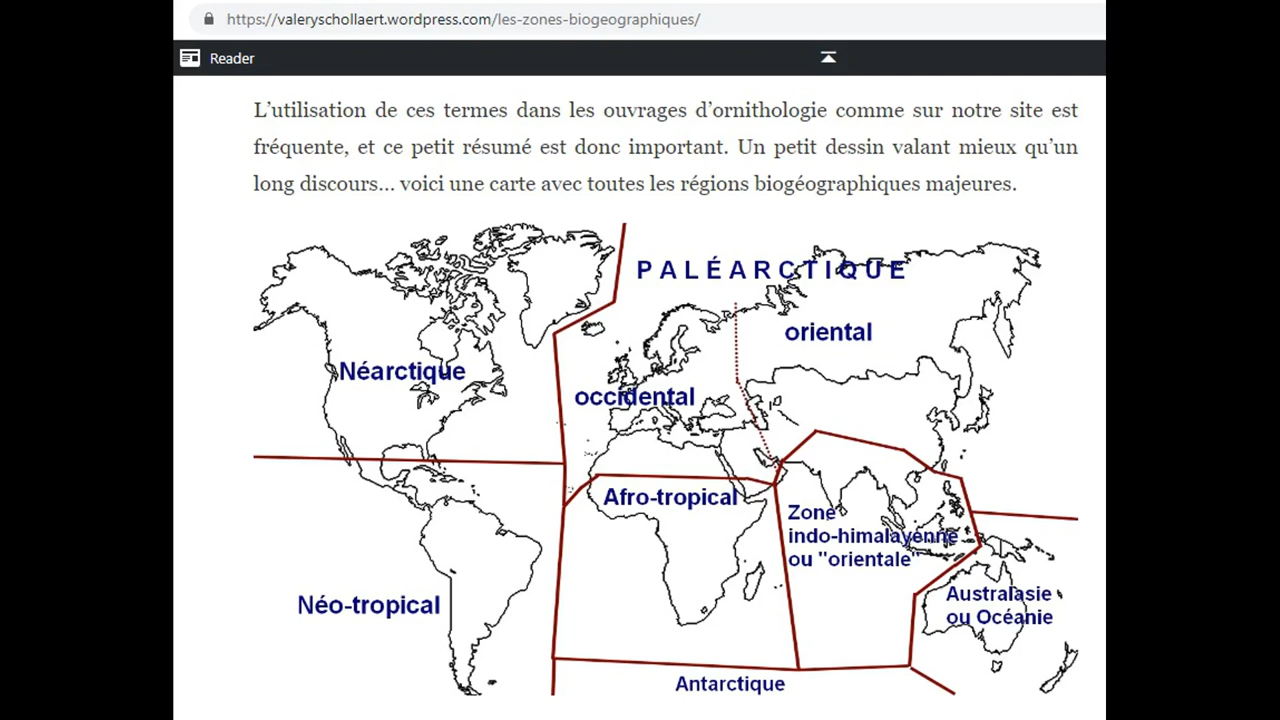 https://valeryschollaert.wordpress.com/les-zones-biogeographiques/
Reader
L'utilisation de ces termes dans les ouvrages d'ornithologie comme sur notre site est
fréquente, et ce petit résumé est donc important. Un petit dessin valant mieux qu'un
long discours... voici une carte avec toutes les régions biogéographiques majeures.
PALÉARCTIQUE
oriental
Néarctique
occidental
Afro-tropical
Zone
indo-himalayenne
ou "orientale"
Australasie
ou Océanie
Néo-tropical
Antarctique